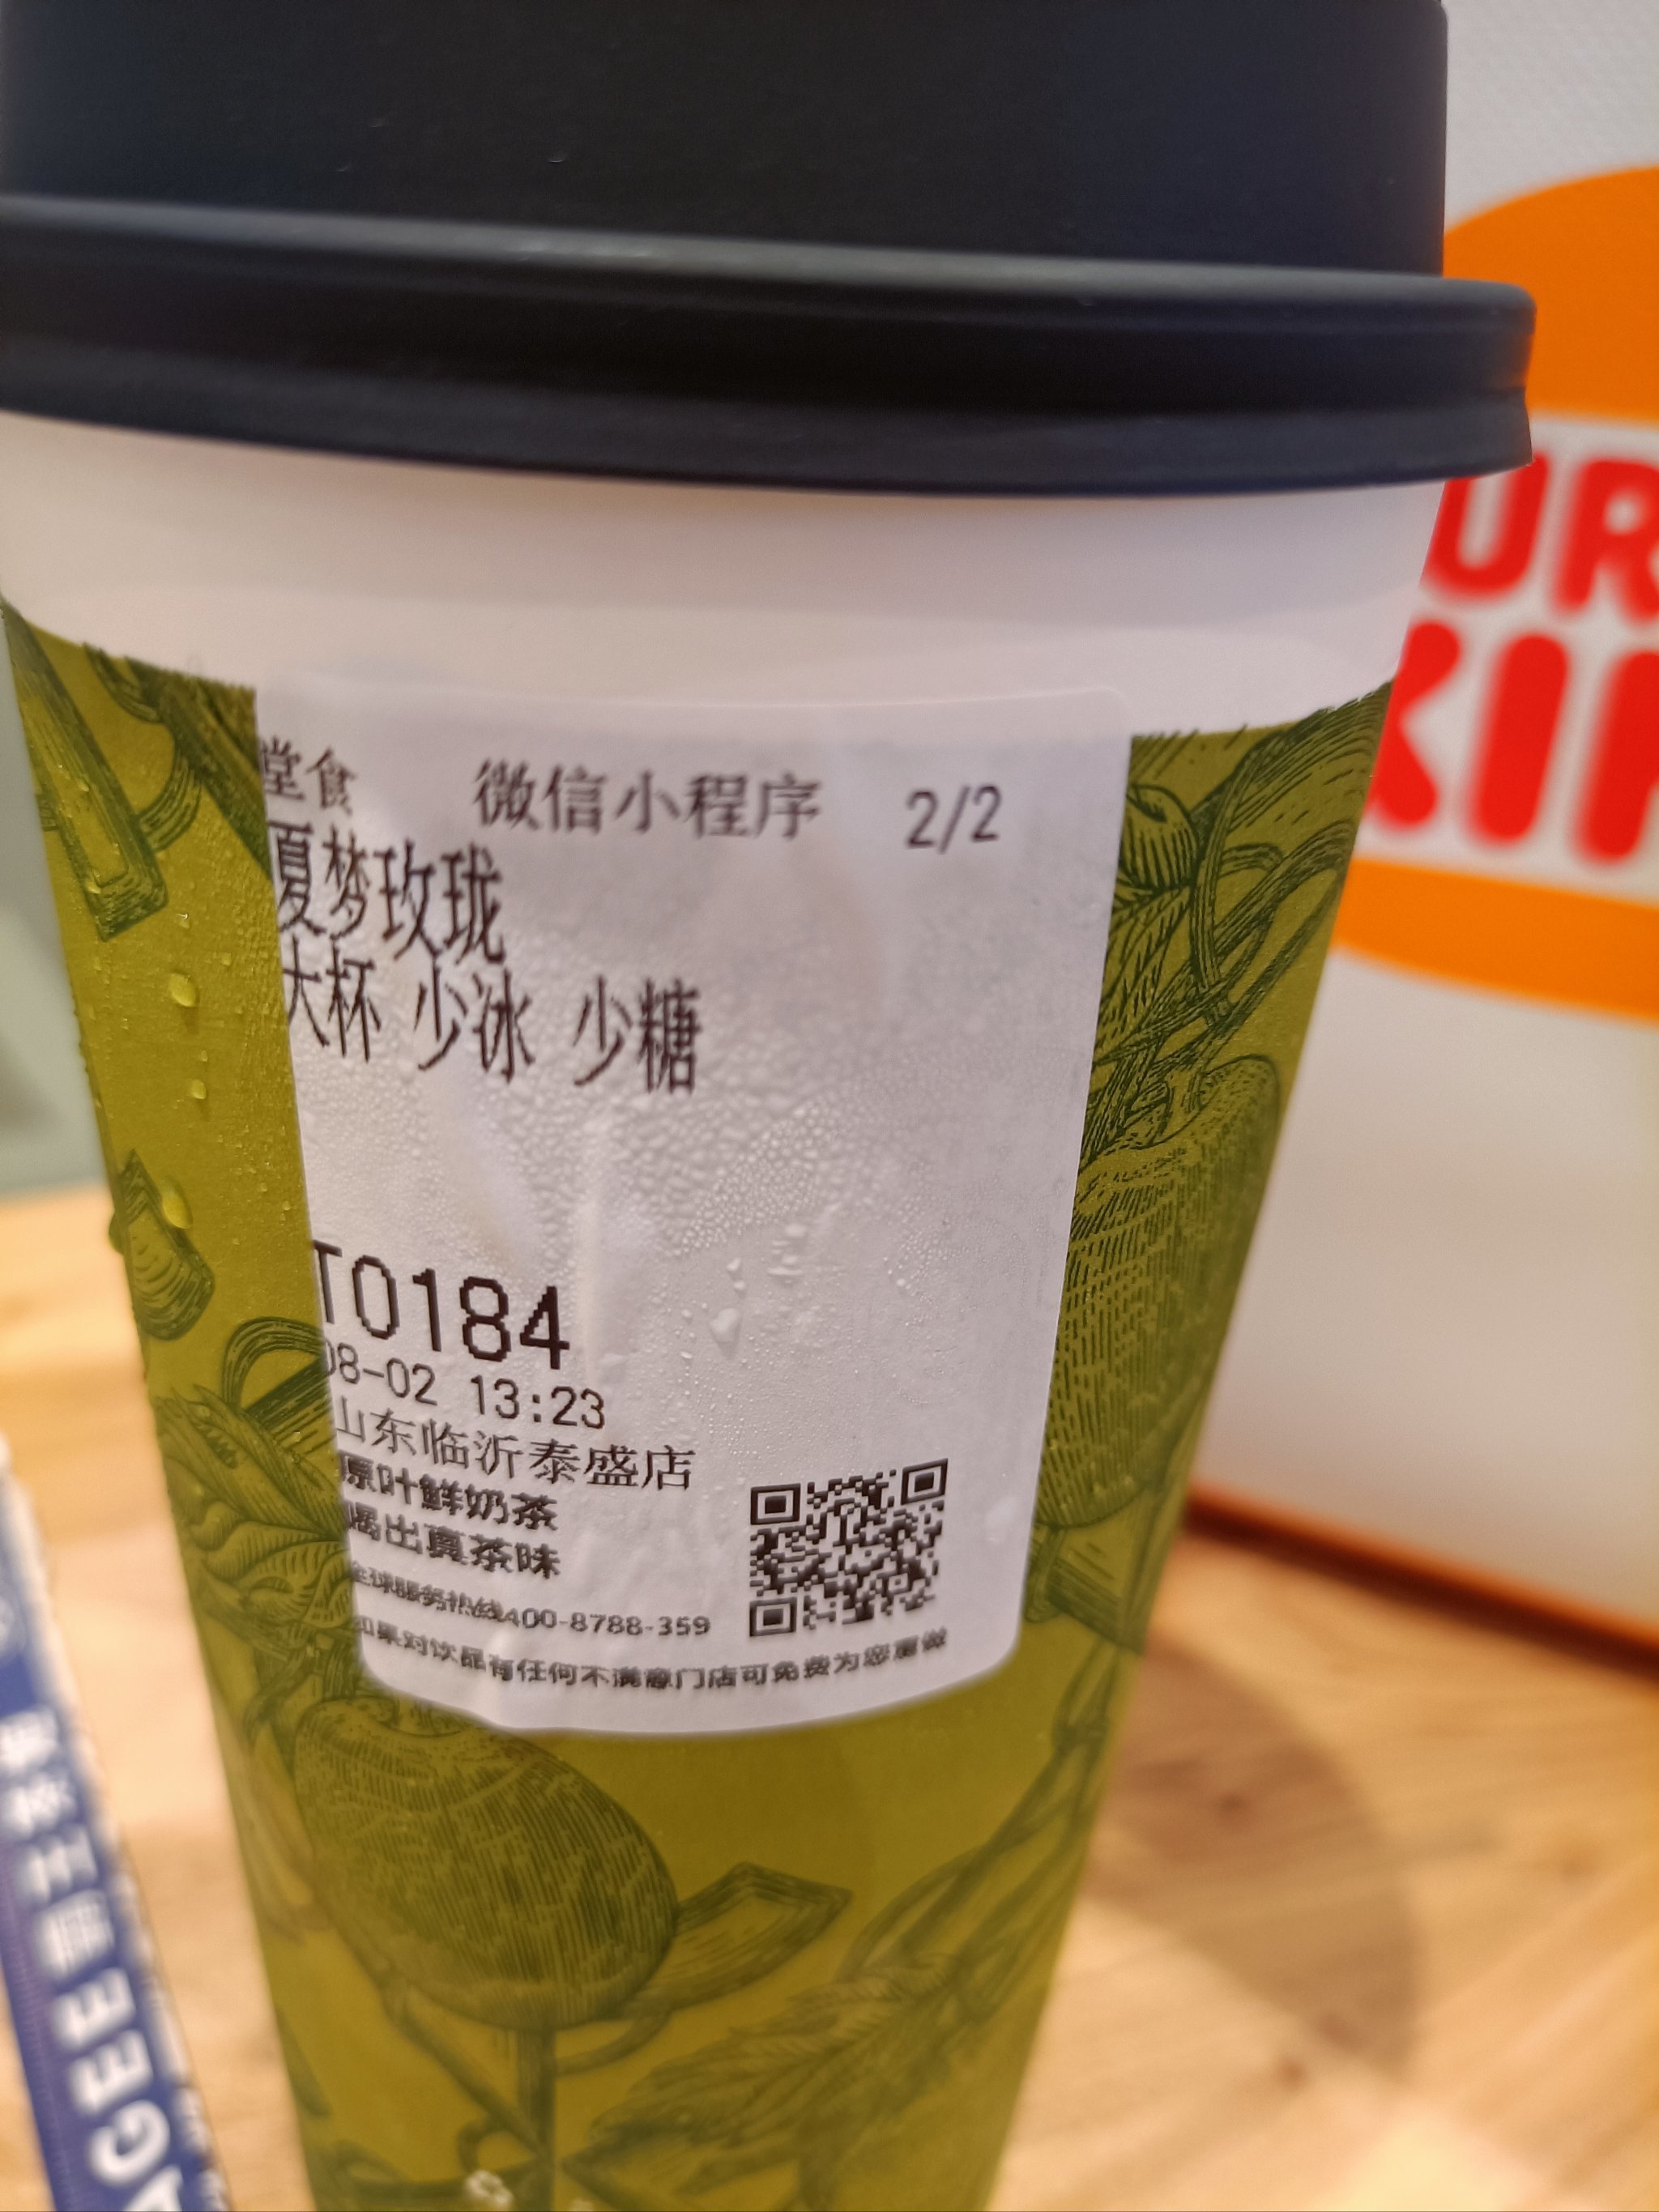 堂食 微信小程序 2/2
夏梦玫珑
大杯 少冰 少糖
T0184
08-02 13:23
山东临沂泰盛店
原叶鲜奶茶
喝出真茶味
全球服务热线400-8788-359
如果对饮品有任何不满意门店可免费为您重做
UR
KIN